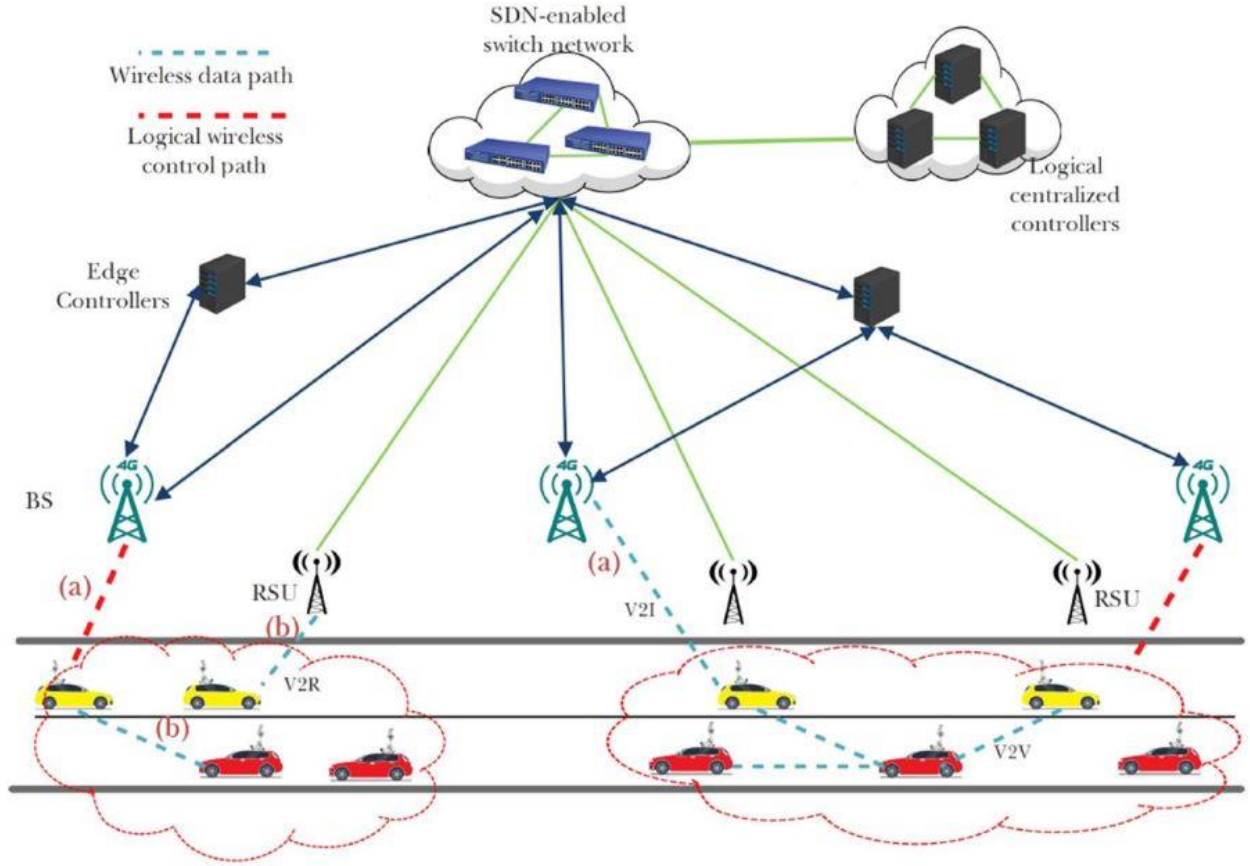 SDN-enabled
switch network
Wireless data path
Logical wireless
control path
Logical
centralized
controllers
Edge
Controllers
4G
4G
4G
BS
(a)
(a)
RSU
RSU
V2I
(b)
V2R
(b)
V2V